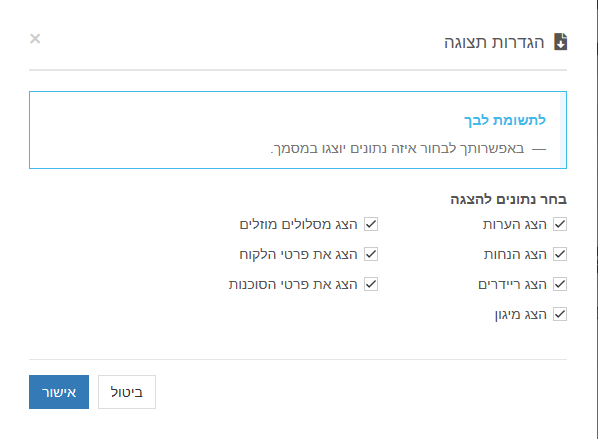 הגדרות תצוגה
לתשומת לבך
— באפשרותך לבחור איזה נתונים יוצגו במסמך.
בחר נתונים להצגה
הצג הערות
הצג הנחות
הצג ריידרים
הצג מיגון
הצג מסלולים מוזלים
הצג את פרטי הלקוח
הצג את פרטי הסוכנות
ביטול
אישור